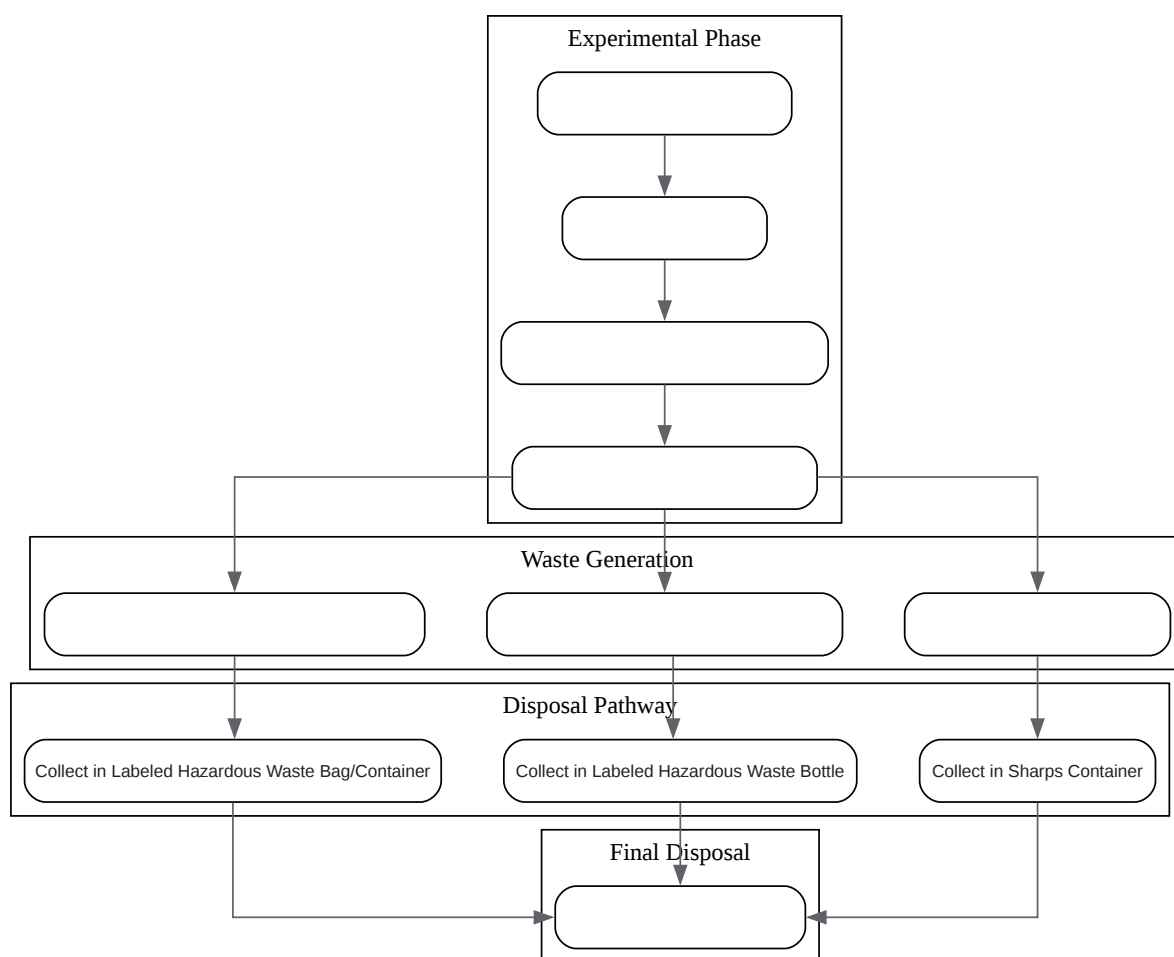 Experimental Phase
Waste Generation
Disposal Pathway
Collect in Labeled Hazardous Waste Bag/Container
Collect in Labeled Hazardous Waste Bottle
Collect in Sharps Container
Final Disposal